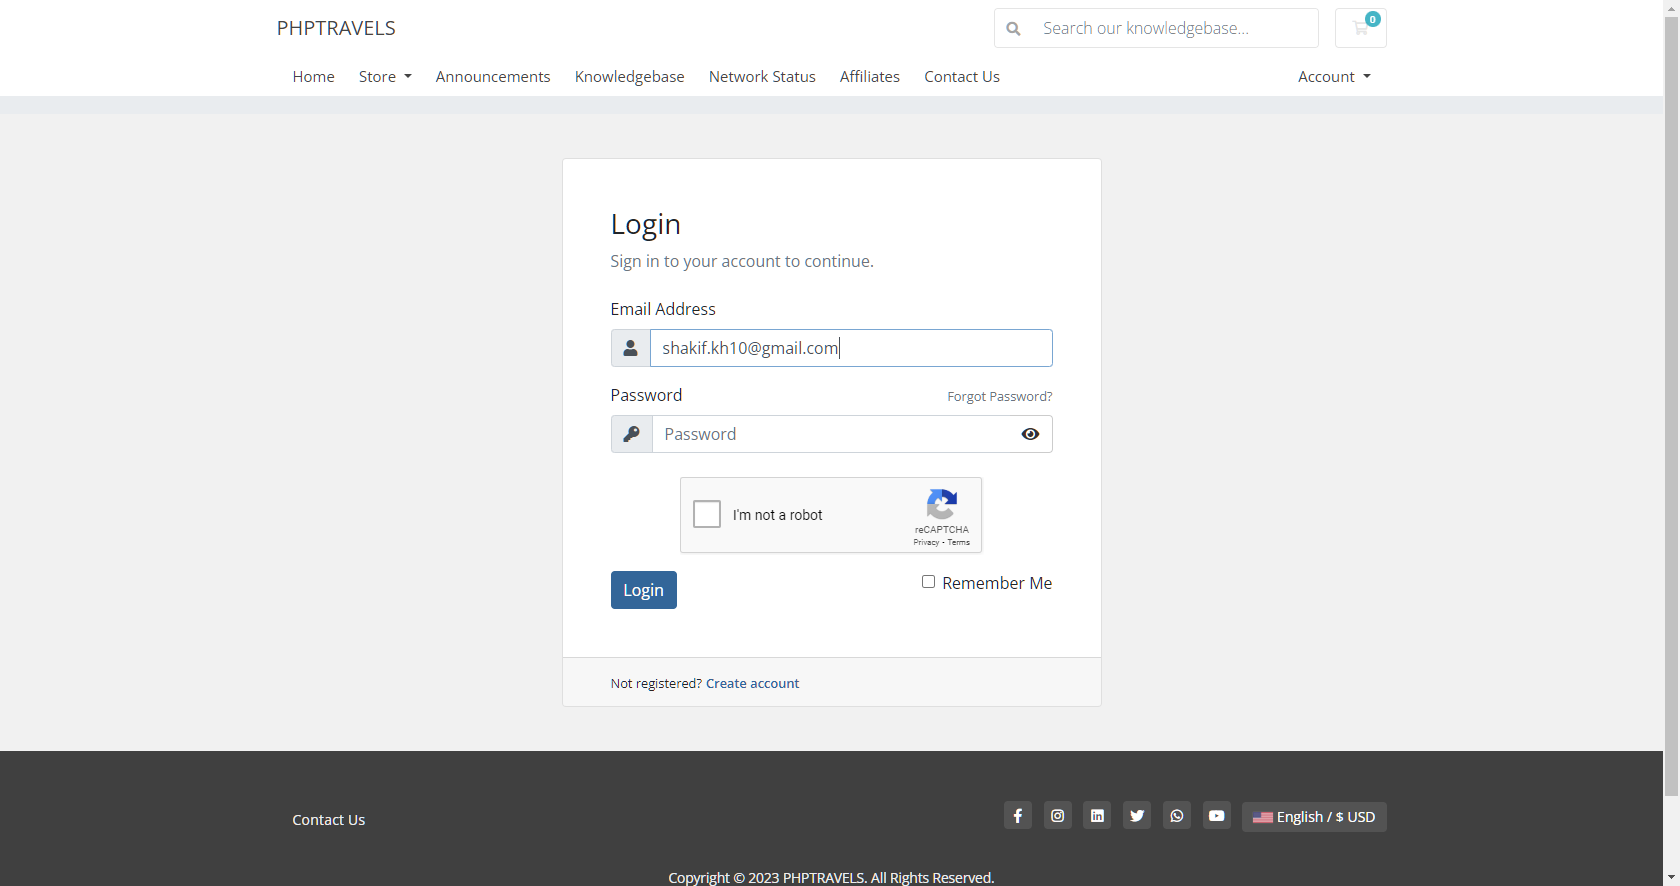 PHPTRAVELS
Search our knowledgebase...
0
Home Store Announcements Knowledgebase Network Status Affiliates Contact Us Account
Login
Sign in to your account to continue.
Email Address
shakif.kh10@gmail.com
Password Forgot Password?
Password
I'm not a robot
reCAPTCHA
Privacy - Terms
Login Remember Me
Not registered? Create account
Contact Us English / $ USD
Copyright © 2023 PHPTRAVELS. All Rights Reserved.